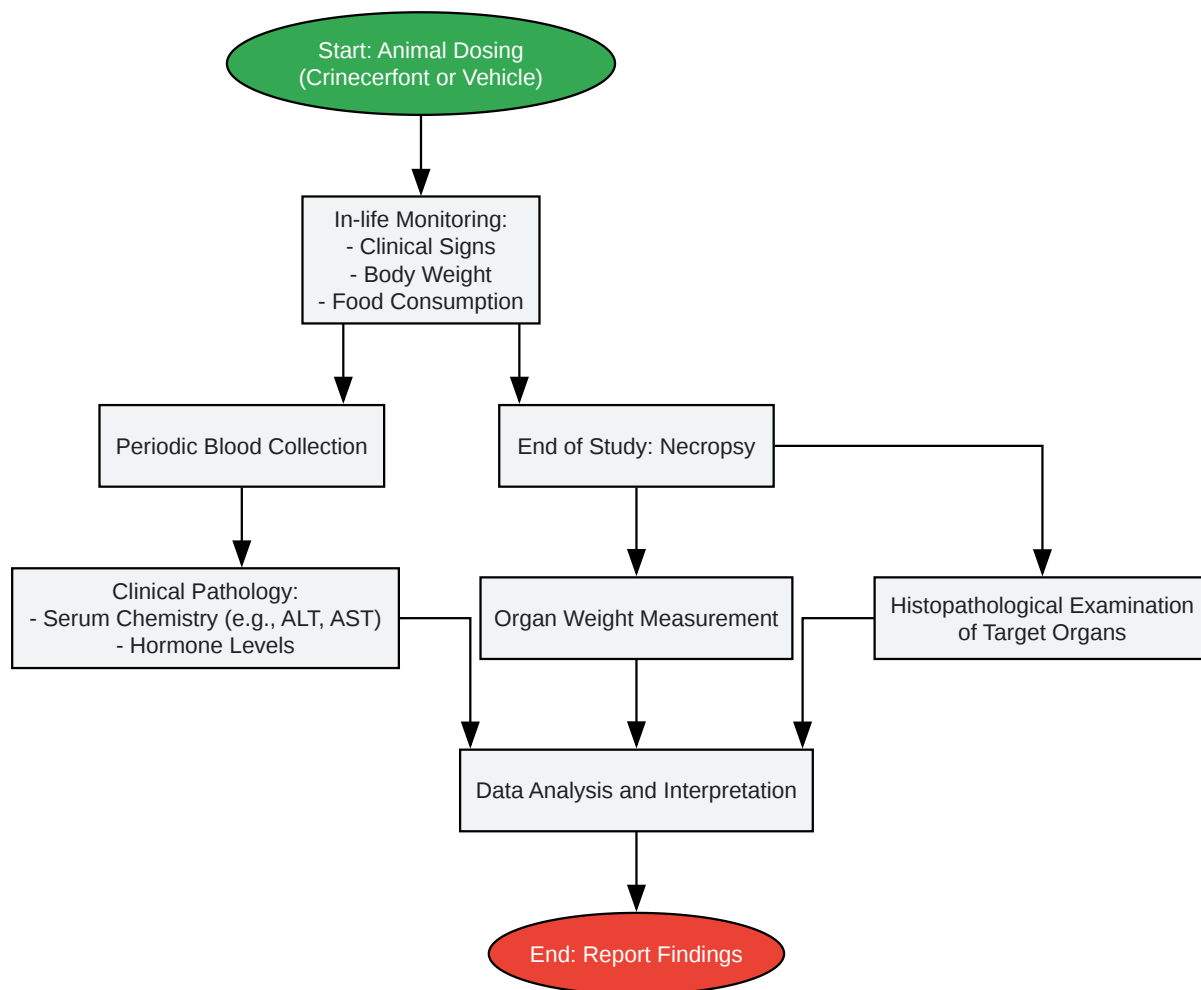 Start: Animal Dosing
(Crinecerfont or Vehicle)
In-life Monitoring:
- Clinical Signs
- Body Weight
- Food Consumption
Periodic Blood Collection
End of Study: Necropsy
Clinical Pathology:
- Serum Chemistry (e.g., ALT, AST)
- Hormone Levels
Organ Weight Measurement
Histopathological Examination
of Target Organs
Data Analysis and Interpretation
End: Report Findings